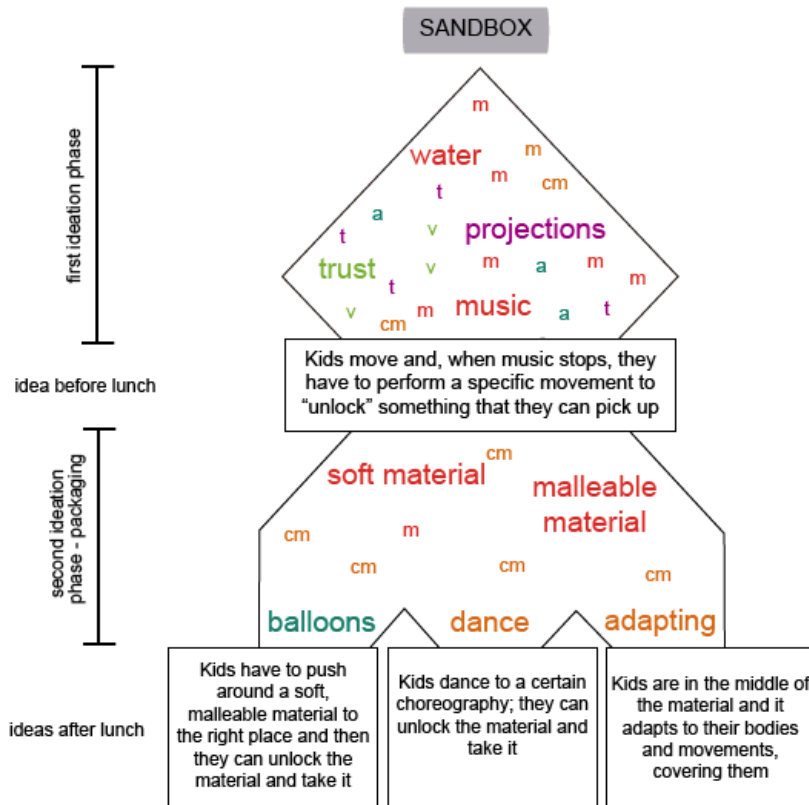 SANDBOX
first ideation phase
m
water
m
m
cm
t
a
v
projections
t
trust
v
m
a
m
m
t
v
m
music
a
t
cm
Kids move and, when music stops, they
have to perform a specific movement to
“unlock” something that they can pick up
idea before lunch
second ideation
phase - packaging
cm
soft material
malleable
material
cm
m
cm
cm
cm
balloons
dance
adapting
ideas after lunch
Kids have to push
around a soft,
malleable material to
the right place and then
they can unlock the
material and take it
Kids dance to a certain
choreography; they can
unlock the material and
take it
Kids are in the middle of
the material and it
adapts to their bodies
and movements,
covering them